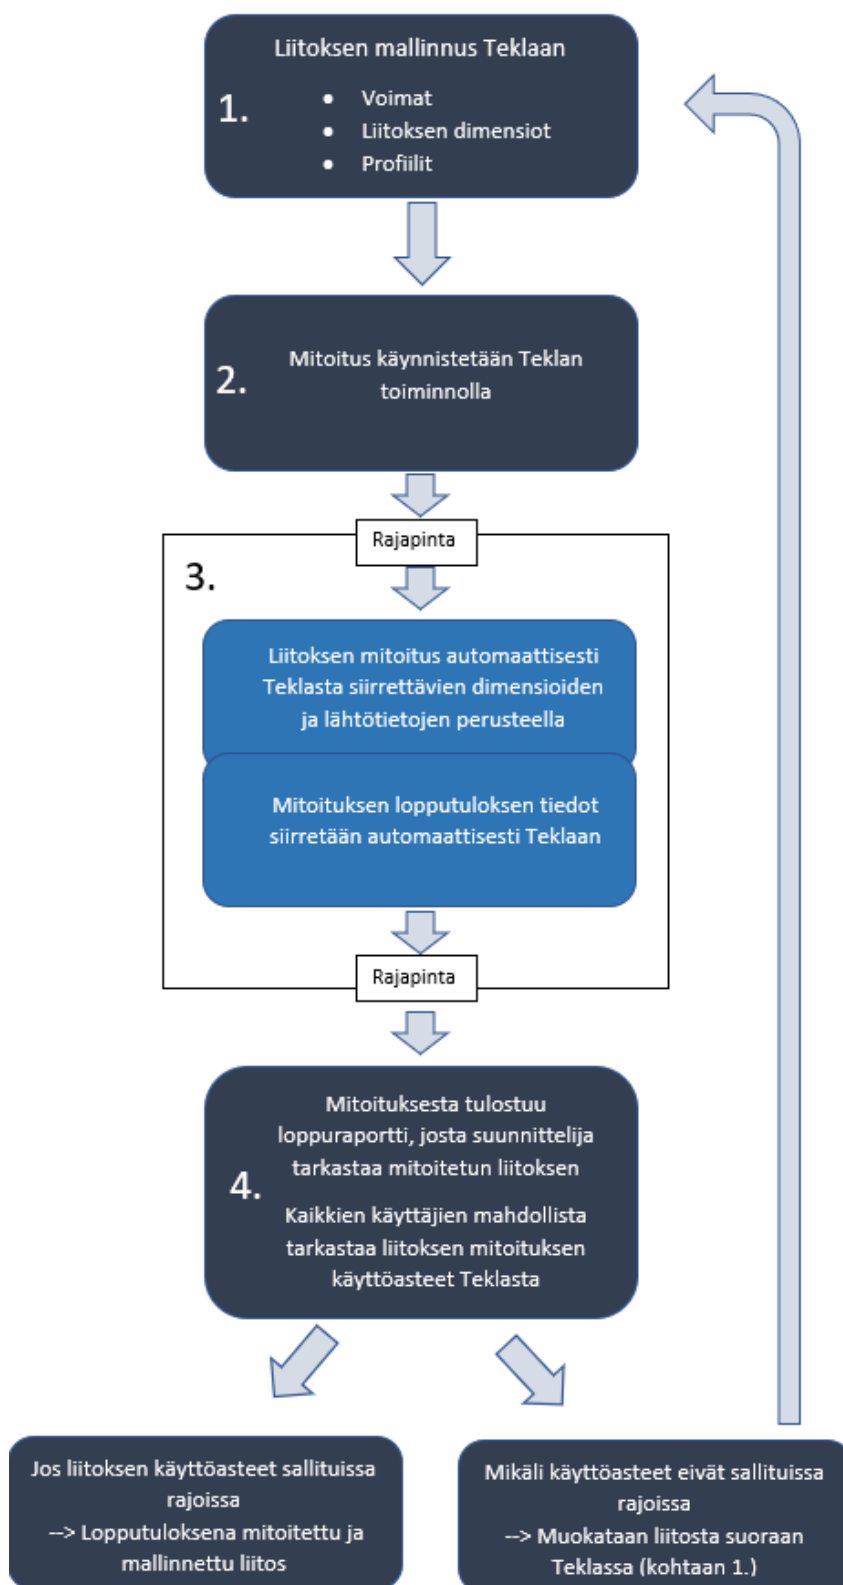 Liitoksen mallinnus Teklaan
1.
• Voimat
• Liitoksen dimensiot
• Profiilit
2.
Mitoitus käynnistetään Teklan
toiminnolla
Rajapinta
3.
Liitoksen mitoitus automaattisesti
Teklasta siirrettävien dimensioiden
ja lähtötietojen perusteella
Mitoituksen lopputuloksen tiedot
siirretään automaattisesti Teklaan
Rajapinta
4.
Mitoituksesta tulostuu
loppuraportti, josta suunnittelija
tarkastaa mitoitetun liitoksen
Kaikkien käyttäjien mahdollista
tarkastaa liitoksen mitoituksen
käyttöasteet Teklasta
Jos liitoksen käyttöasteet sallituissa
rajoissa
--> Lopputuloksena mitoitettu ja
mallinnettu liitos
Mikäli käyttöasteet eivät sallituissa
rajoissa
--> Muokataan liitosta suoraan
Teklassa (kohtaan 1.)